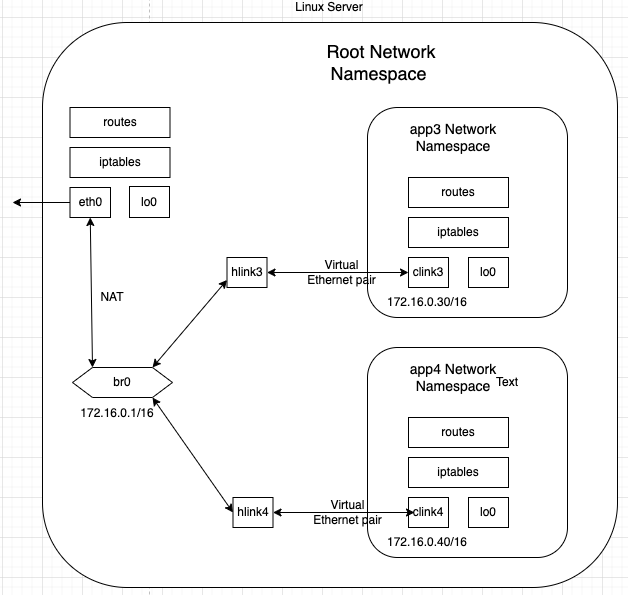 Linux Server
Root Network
Namespace
routes
iptables
eth0
lo0
NAT
br0
172.16.0.1/16
hlink3
Virtual
Ethernet pair
app3 Network
Namespace
routes
iptables
clink3
lo0
172.16.0.30/16
hlink4
Virtual
Ethernet pair
app4 Network
Namespace
Text
routes
iptables
clink4
lo0
172.16.0.40/16